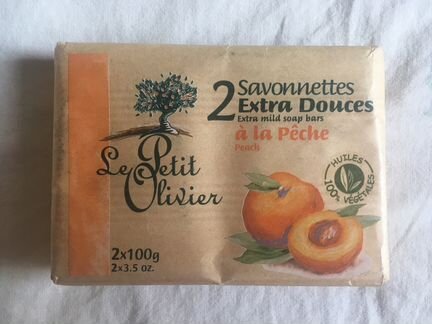 Le Petit
Olivier
2x100g
2x3.5 oz.
2 Savonnettes
Extra Douces
Extra mild soap bars
à la Pêche
Peach
HUILES
100% VÉGÉTALES